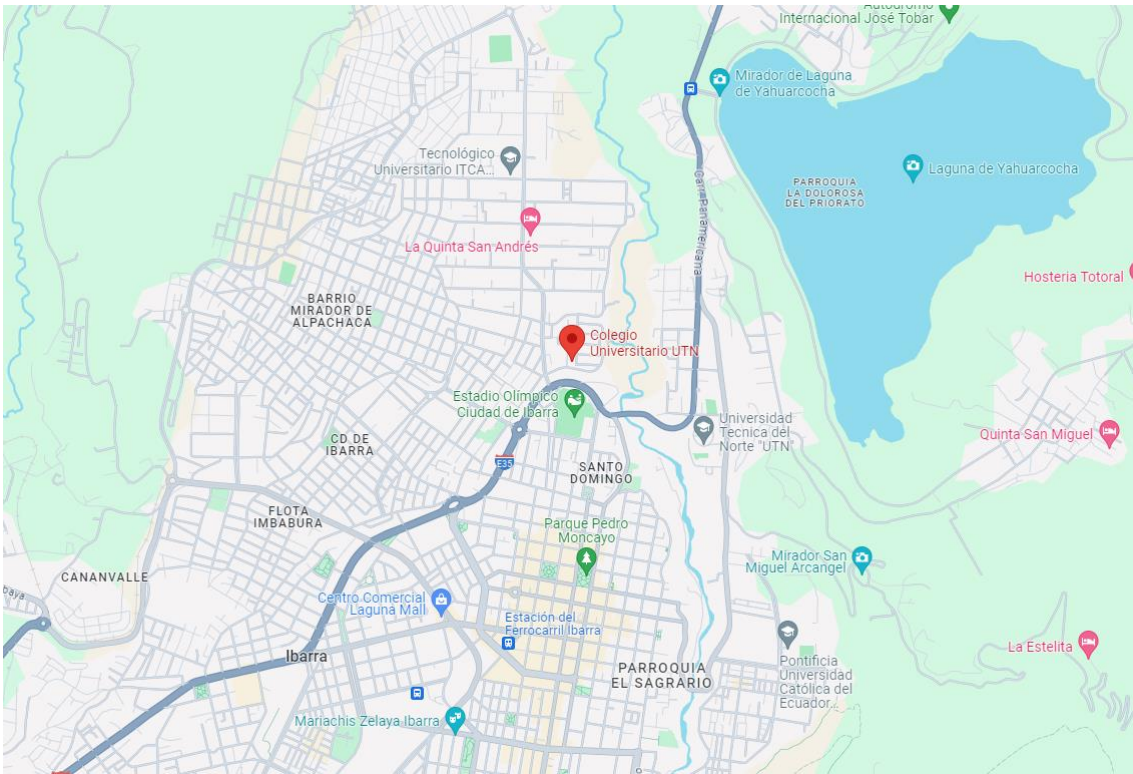 Autódromo
Internacional José Tobar
Mirador de Laguna
de Yahuarcocha
Tecnológico
Universitario ITCA...
Laguna de Yahuarcocha
PARROQUIA
LA DOLOROSA
DEL PRIORATO
Carr. Panamericana
La Quinta San Andrés
Hosteria Totoral
BARRIO
MIRADOR DE
ALPACHACA
Colegio
Universitario UTN
Estadio Olímpico
Ciudad de Ibarra
Universidad
Tecnica del
Norte "UTN"
Quinta San Miguel
CD.DE
IBARRA
E35
SANTO
DOMINGO
FLOTA
IMBABURA
Parque Pedro
Moncayo
Mirador San
Miguel Arcangel
CANANVALLE
Centro Comercial
Laguna Mall
Estación del
Ferrocarril Ibarra
La Estelita
Ibarra
PARROQUIA
EL SAGRARIO
Pontificia
Universidad
Católica del
Ecuador...
Mariachis Zelaya Ibarra